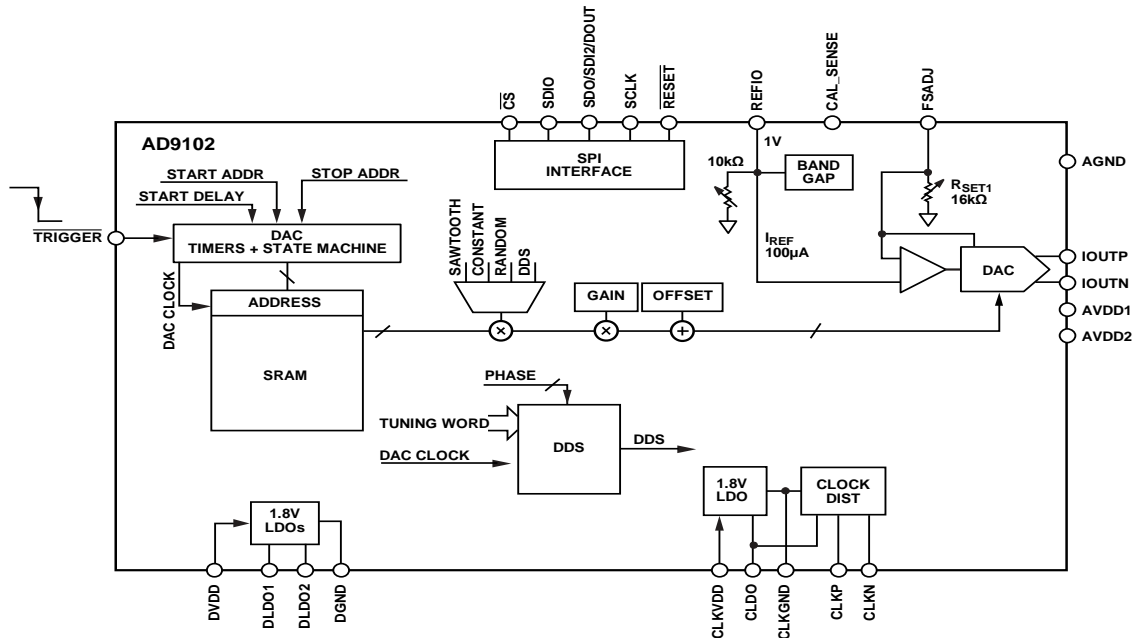 CS
SDIO
SDO/SDI2/DOUT
SCLK
RESET
REFIO
CAL_SENSE
FSADJ
AD9102
START ADDR
START DELAY
STOP ADDR
TRIGGER
DAC
TIMERS + STATE MACHINE
DAC CLOCK
ADDRESS
SRAM
SPI
INTERFACE
SAWTOOTH
CONSTANT
RANDOM
DDS
GAIN
OFFSET
1V
10kΩ
BAND
GAP
IREF
100µA
RSET1
16kΩ
DAC
AGND
IOUTP
IOUTN
AVDD1
AVDD2
PHASE
TUNING WORD
DAC CLOCK
DDS
DDS
1.8V
LDOs
1.8V
LDO
CLOCK
DIST
DVDD
DLDO1
DLDO2
DGND
CLKVDD
CLDO
CLKGND
CLKP
CLKN